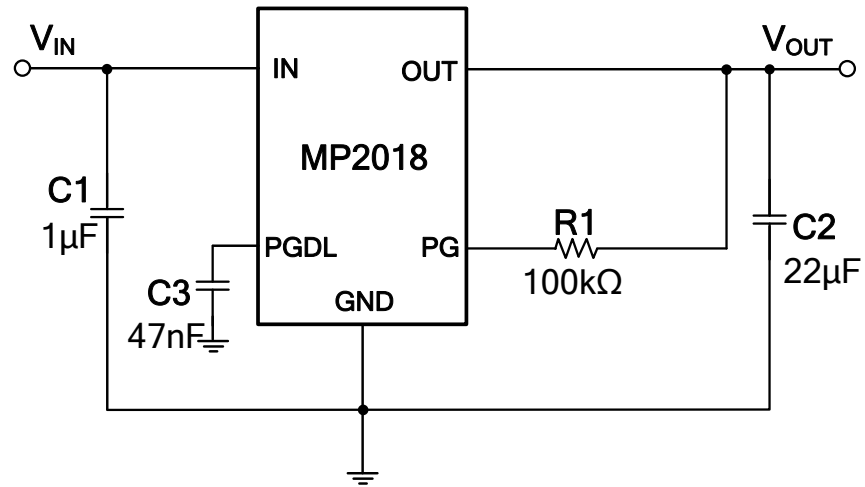 VIN
VOUT
IN
OUT
MP2018
C1
1µF
R1
C2
PGDL
PG
100kΩ
22µF
C3
47nF
GND